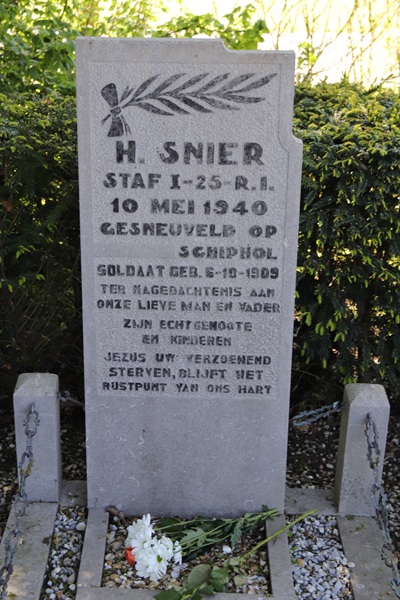 H. SNIER
STAF I-25-R.I.
10 MEI 1940
GESNEUVELD OP
SCHIPHOL
SOLDAAT GEB. 6-10-1909
TER NAGEDACHTENIS AAN
ONZE LIEVE MAN EN VADER
ZIJN ECHTGENOOTE
EN KINDEREN
JEZUS UW VERZOENEND
STERVEN, BLIJFT HET
RUSTPUNT VAN ONS HART